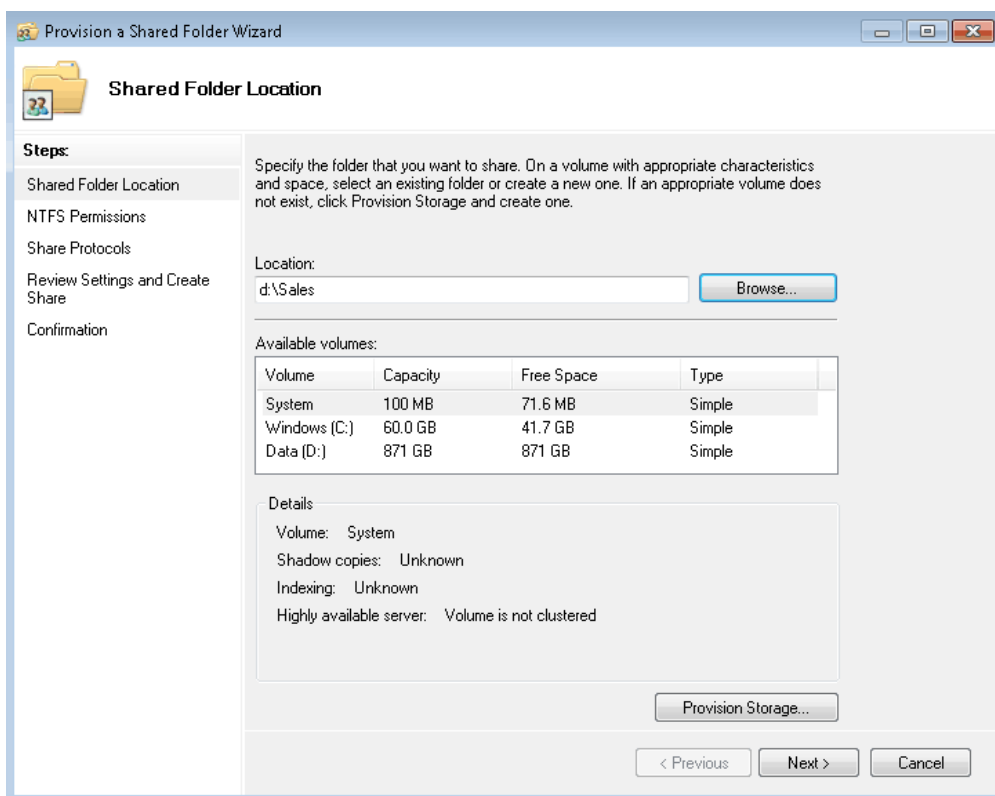 Provision a Shared Folder Wizard
Shared Folder Location
Steps:
Shared Folder Location
NTFS Permissions
Share Protocols
Review Settings and Create
Share
Confirmation
Specify the folder that you want to share. On a volume with appropriate characteristics
and space, select an existing folder or create a new one. If an appropriate volume does
not exist, click Provision Storage and create one.
Location:
d:\Sales
Browse...
Available volumes:
Volume Capacity Free Space Type
System 100 MB 71.6 MB Simple
Windows (C:) 60.0 GB 41.7 GB Simple
Data (D:) 871 GB 871 GB Simple
Details
Volume: System
Shadow copies: Unknown
Indexing: Unknown
Highly available server: Volume is not clustered
Provision Storage...
< Previous Next > Cancel